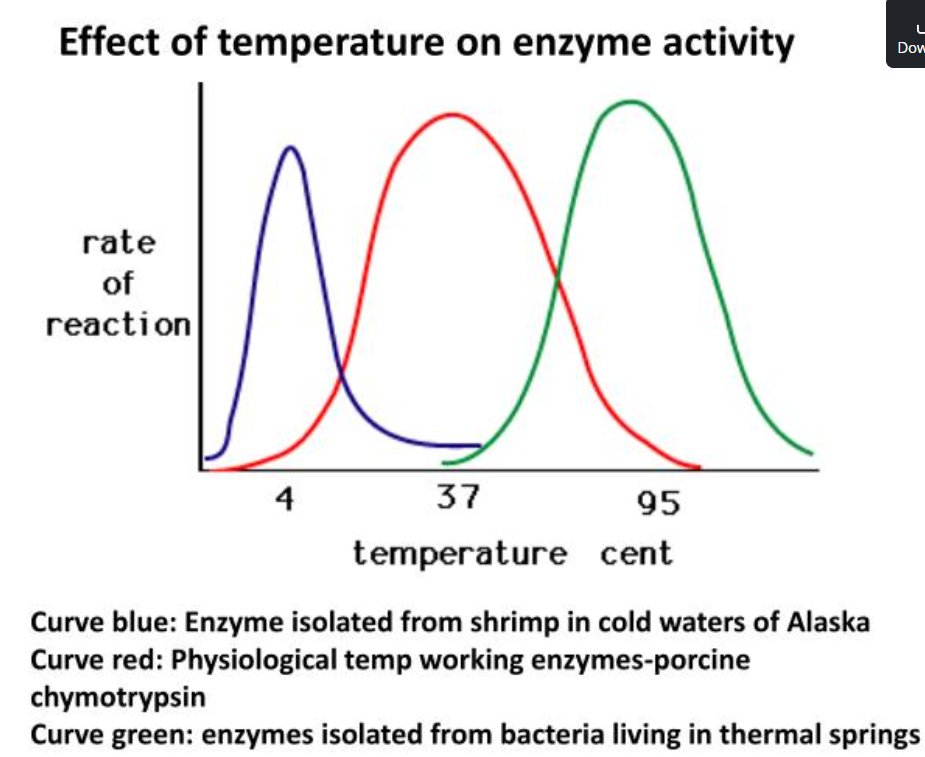 Effect of temperature on enzyme activity
Dow
rate
of
reaction
4 37 95
temperature cent
Curve blue: Enzyme isolated from shrimp in cold waters of Alaska
Curve red: Physiological temp working enzymes-porcine
chymotrypsin
Curve green: enzymes isolated from bacteria living in thermal springs